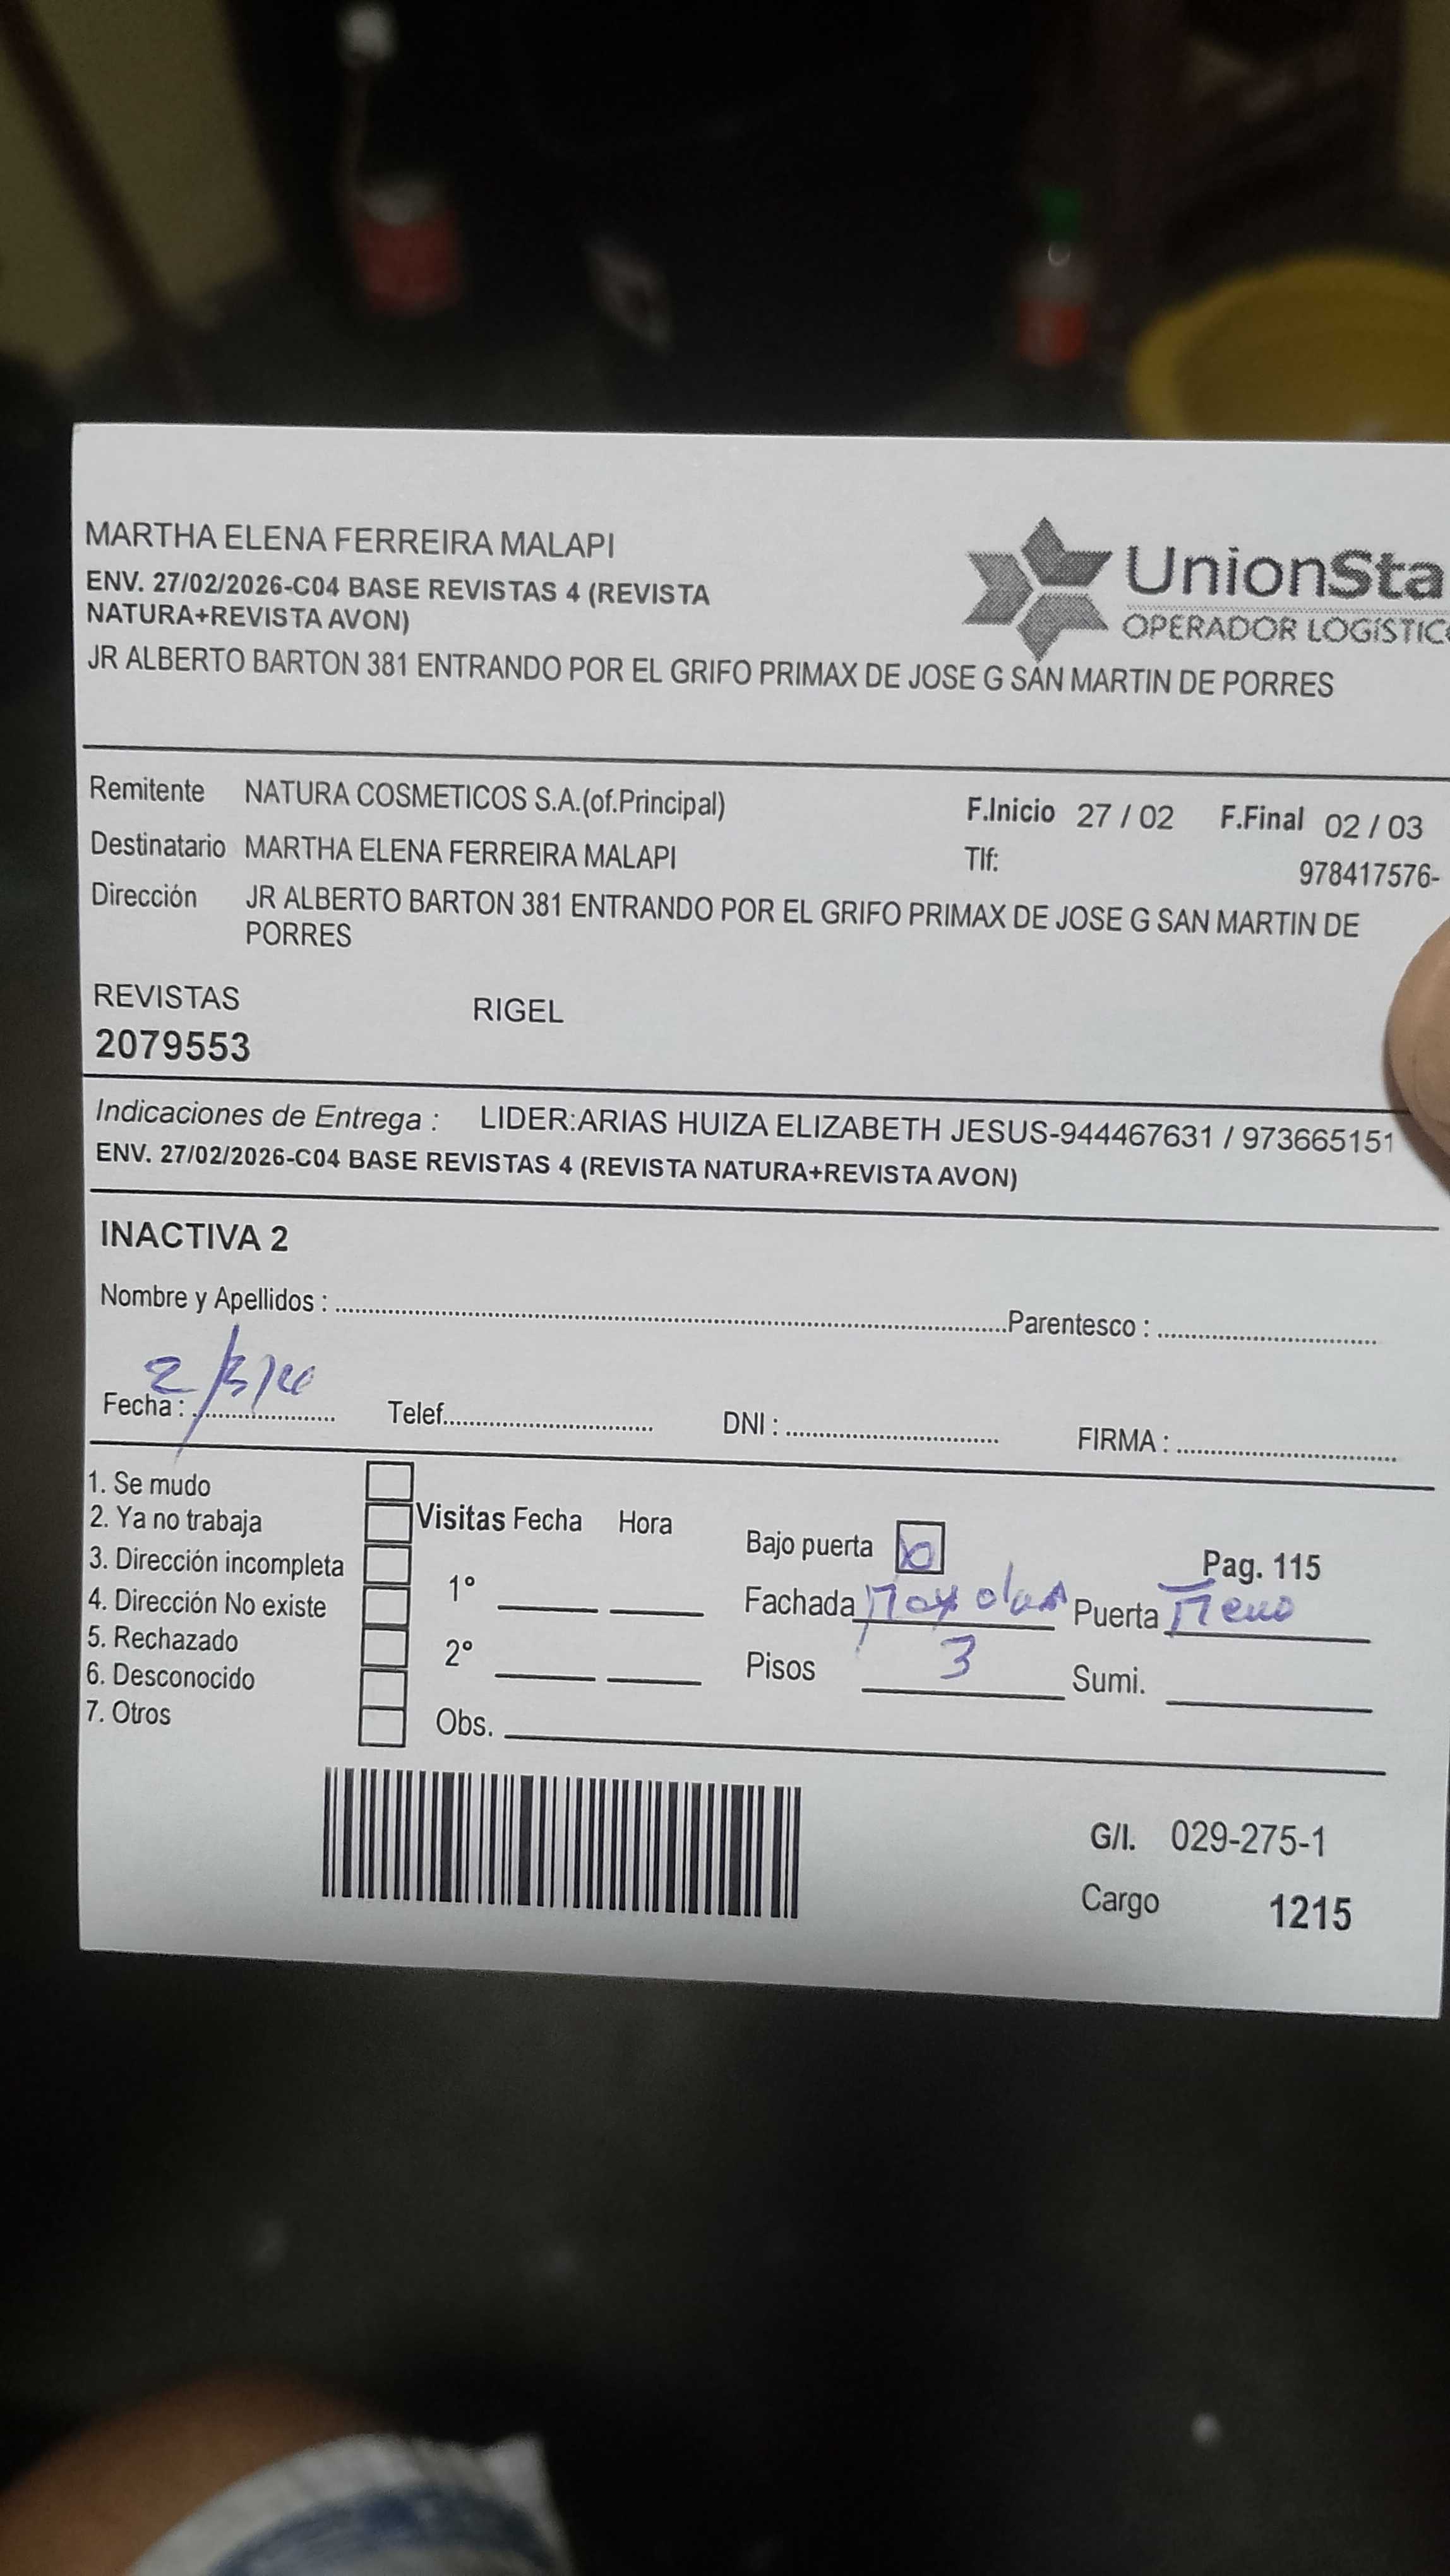 MARTHA ELENA FERREIRA MALAPI
ENV. 27/02/2026-C04 BASE REVISTAS 4 (REVISTA
NATURA+REVISTA AVON)
UnionSta
OPERADOR LOGÍSTIC
JR ALBERTO BARTON 381 ENTRANDO POR EL GRIFO PRIMAX DE JOSE G SAN MARTIN DE PORRES
Remitente NATURA COSMETICOS S.A.(of.Principal) F.Inicio 27 / 02 F.Final 02 / 03
Destinatario MARTHA ELENA FERREIRA MALAPI Tlf: 978417576-
Dirección JR ALBERTO BARTON 381 ENTRANDO POR EL GRIFO PRIMAX DE JOSE G SAN MARTIN DE
PORRES
REVISTAS RIGEL
2079553
Indicaciones de Entrega : LIDER:ARIAS HUIZA ELIZABETH JESUS-944467631 / 973665151
ENV. 27/02/2026-C04 BASE REVISTAS 4 (REVISTA NATURA+REVISTA AVON)
INACTIVA 2
Nombre y Apellidos : Parentesco :
Fecha : 2/3/26 Telef. DNI : FIRMA :
1. Se mudo
2. Ya no trabaja
3. Dirección incompleta
4. Dirección No existe
5. Rechazado
6. Desconocido
7. Otros
Visitas Fecha Hora
1°
2°
Obs.
Bajo puerta
Pag. 115
Fachada Puerta
Pisos 3 Sumi.
G/I. 029-275-1
Cargo 1215